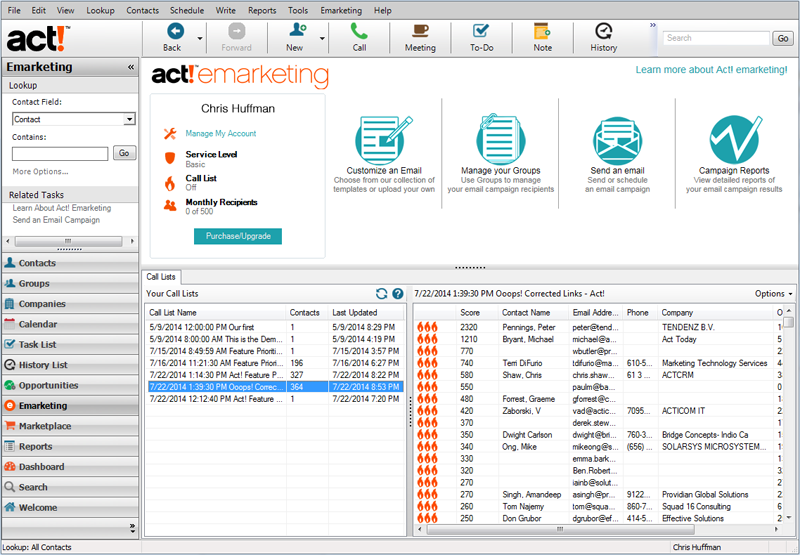 File Edit View Lookup Contacts Schedule Write Reports Tools Emarketing Help
act!™
Back
Forward
New
Call
Meeting
To-Do
Note
History
»
Search
Go
Emarketing «
Lookup
Contact Field:
Contact
Contains:
Go
More Options...
Related Tasks
Learn About Act! Emarketing
Send an Email Campaign
Contacts
Groups
Companies
Calendar
Task List
History List
Opportunities
Emarketing
Marketplace
Reports
Dashboard
Search
Welcome
»
act!™emarketing
Learn more about Act! emarketing!
Chris Huffman
Manage My Account
Service Level
Basic
Call List
Off
Monthly Recipients
0 of 500
Purchase/Upgrade
Customize an Email
Choose from our collection of
templates or upload your own
Manage your Groups
Use Groups to manage
your email campaign recipients
Send an email
Send or schedule
an email campaign
Campaign Reports
View detailed reports of
your email campaign results
Call Lists
Your Call Lists
Call List Name Contacts Last Updated
5/9/2014 12:00:00 PM Our first 1 5/9/2014 8:29 PM
5/9/2014 8:00:00 AM This is the Dem... 1 5/9/2014 4:19 PM
7/15/2014 8:49:59 AM Feature Prioriti... 1 7/15/2014 3:57 PM
7/16/2014 11:21:30 AM Feature Prioriti... 196 7/16/2014 6:27 PM
7/22/2014 1:14:30 PM Act! Feature P... 327 7/22/2014 8:22 PM
7/22/2014 1:39:30 PM Ooops! Correc... 364 7/22/2014 8:53 PM
7/22/2014 12:12:40 PM Act! Feature ... 1 7/22/2014 7:20 PM
7/22/2014 1:39:30 PM Ooops! Corrected Links - Act! Options
Score Contact Name Email Addre... Phone Company O
2320 Pennings, Peter peter@tend... TENDENZ B.V. 1
1210 Bryant, Michael michael@a... Act Today 5
770 wbutler@pr... 2
740 Terri DiFurio tdifurio@ma... 610-5... Marketing Technology Services 4
580 Shaw, Chris chris.shaw... 61 3 ... ACTCRM
550 paulm@ba... 0
480 Forrest, Graeme gforrest@c...
420 Zaborski, V vad@actic... 7095... ACTICOM IT 2
370 derek.stew...
350 Dwight Carlson dwight@bri... 760-3... Bridge Concepts- Indio Ca
340 Ong, Mike mikeong@s... (656) ... SOLARSYS MICROSYSTEM...
330 emma.bark...
320 Ben.Robert...
270 iainb@solut...
270 Singh, Amandeep asingh@pr... 9122... Providian Global Solutions
260 Tom Najemy tom@squa... 860-7... Squad 16 Consulting
250 Don Grubor dgrubor@ef... 414-5... Effective Solutions
Lookup: All Contacts
Chris Huffman